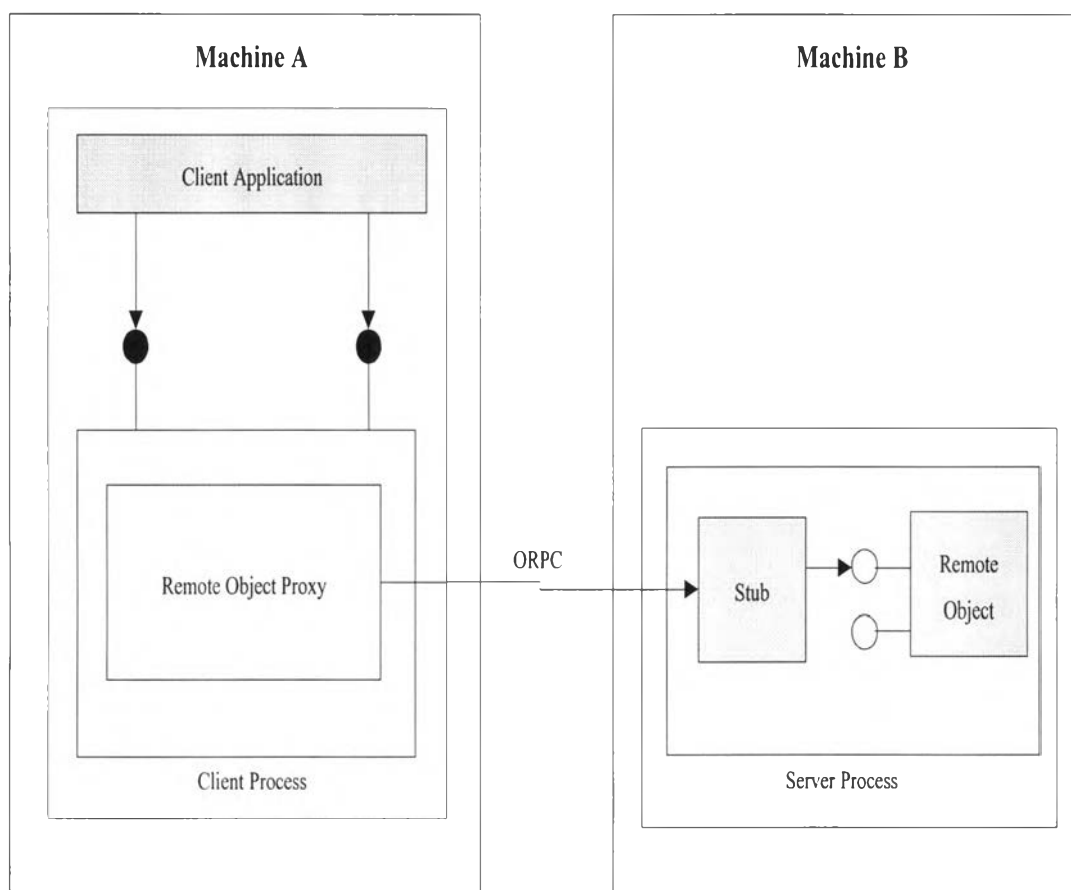 Machine A
Machine B
Client Application
Remote Object Proxy
ORPC
Stub
Remote
Object
Client Process
Server Process